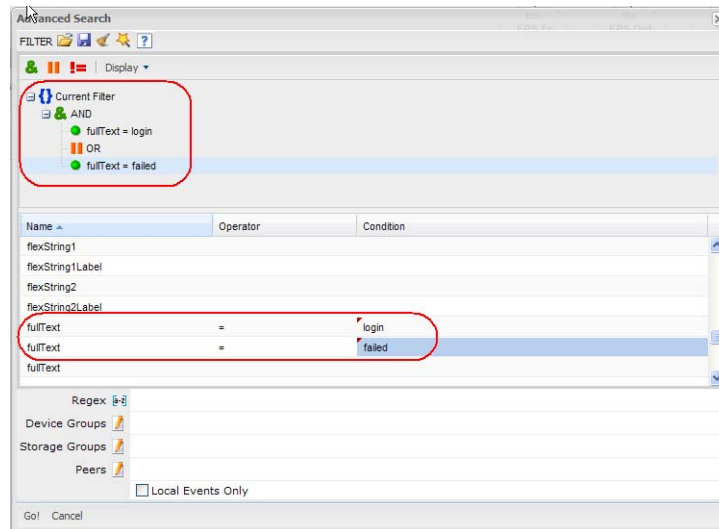 Advanced Search
FILTER
Display
Current Filter
AND
fullText = login
OR
fullText = failed
Name Operator Condition
flexString1
flexString1Label
flexString2
flexString2Label
fullText = login
fullText = failed
fullText
Regex [a-z]
Device Groups
Storage Groups
Peers
Local Events Only
Go! Cancel